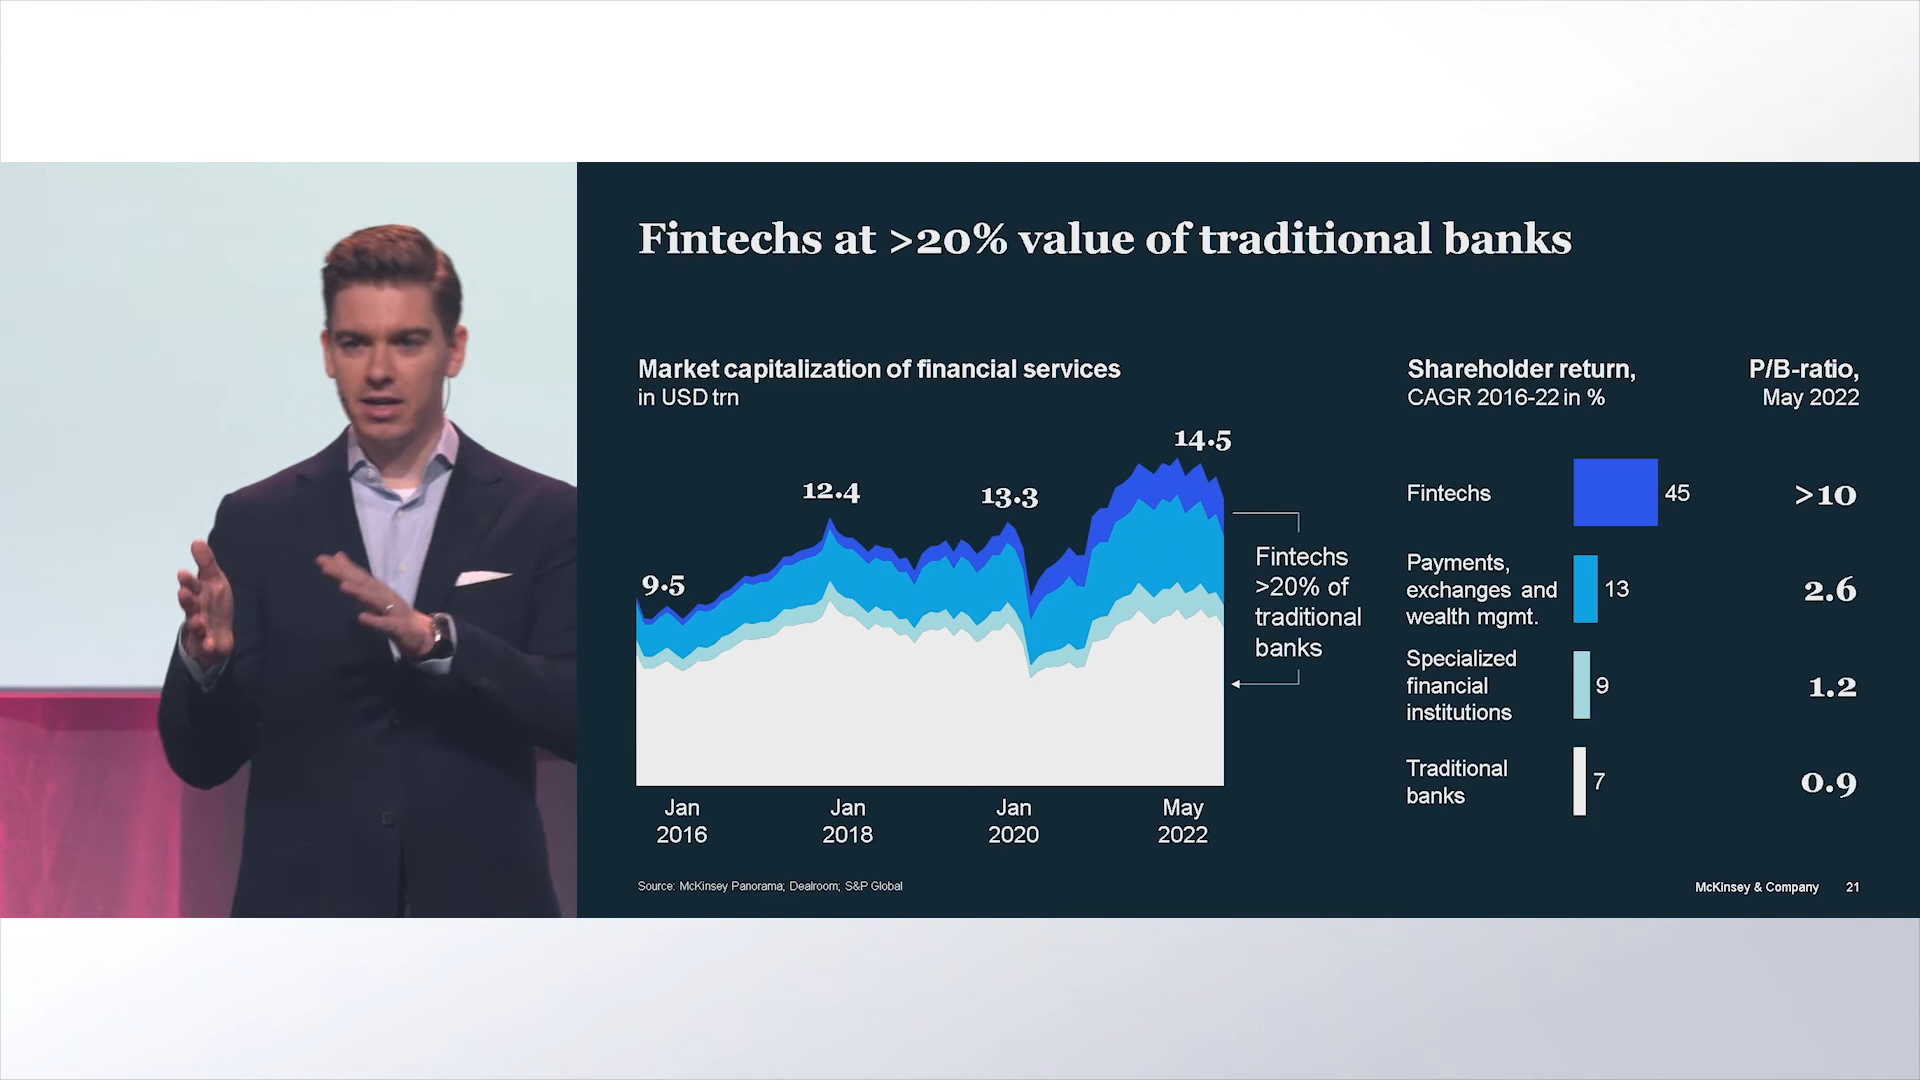 Fintechs at >20% value of traditional banks
Market capitalization of financial services
in USD trn
9.5
12.4
13.3
14.5
Fintechs
>20% of
traditional
banks
Jan
2016
Jan
2018
Jan
2020
May
2022
Shareholder return,
CAGR 2016-22 in %
P/B-ratio,
May 2022
Fintechs
45
>10
Payments,
exchanges and
wealth mgmt.
13
2.6
Specialized
financial
institutions
9
1.2
Traditional
banks
7
0.9
Source: McKinsey Panorama; Dealroom; S&P Global
McKinsey & Company
21